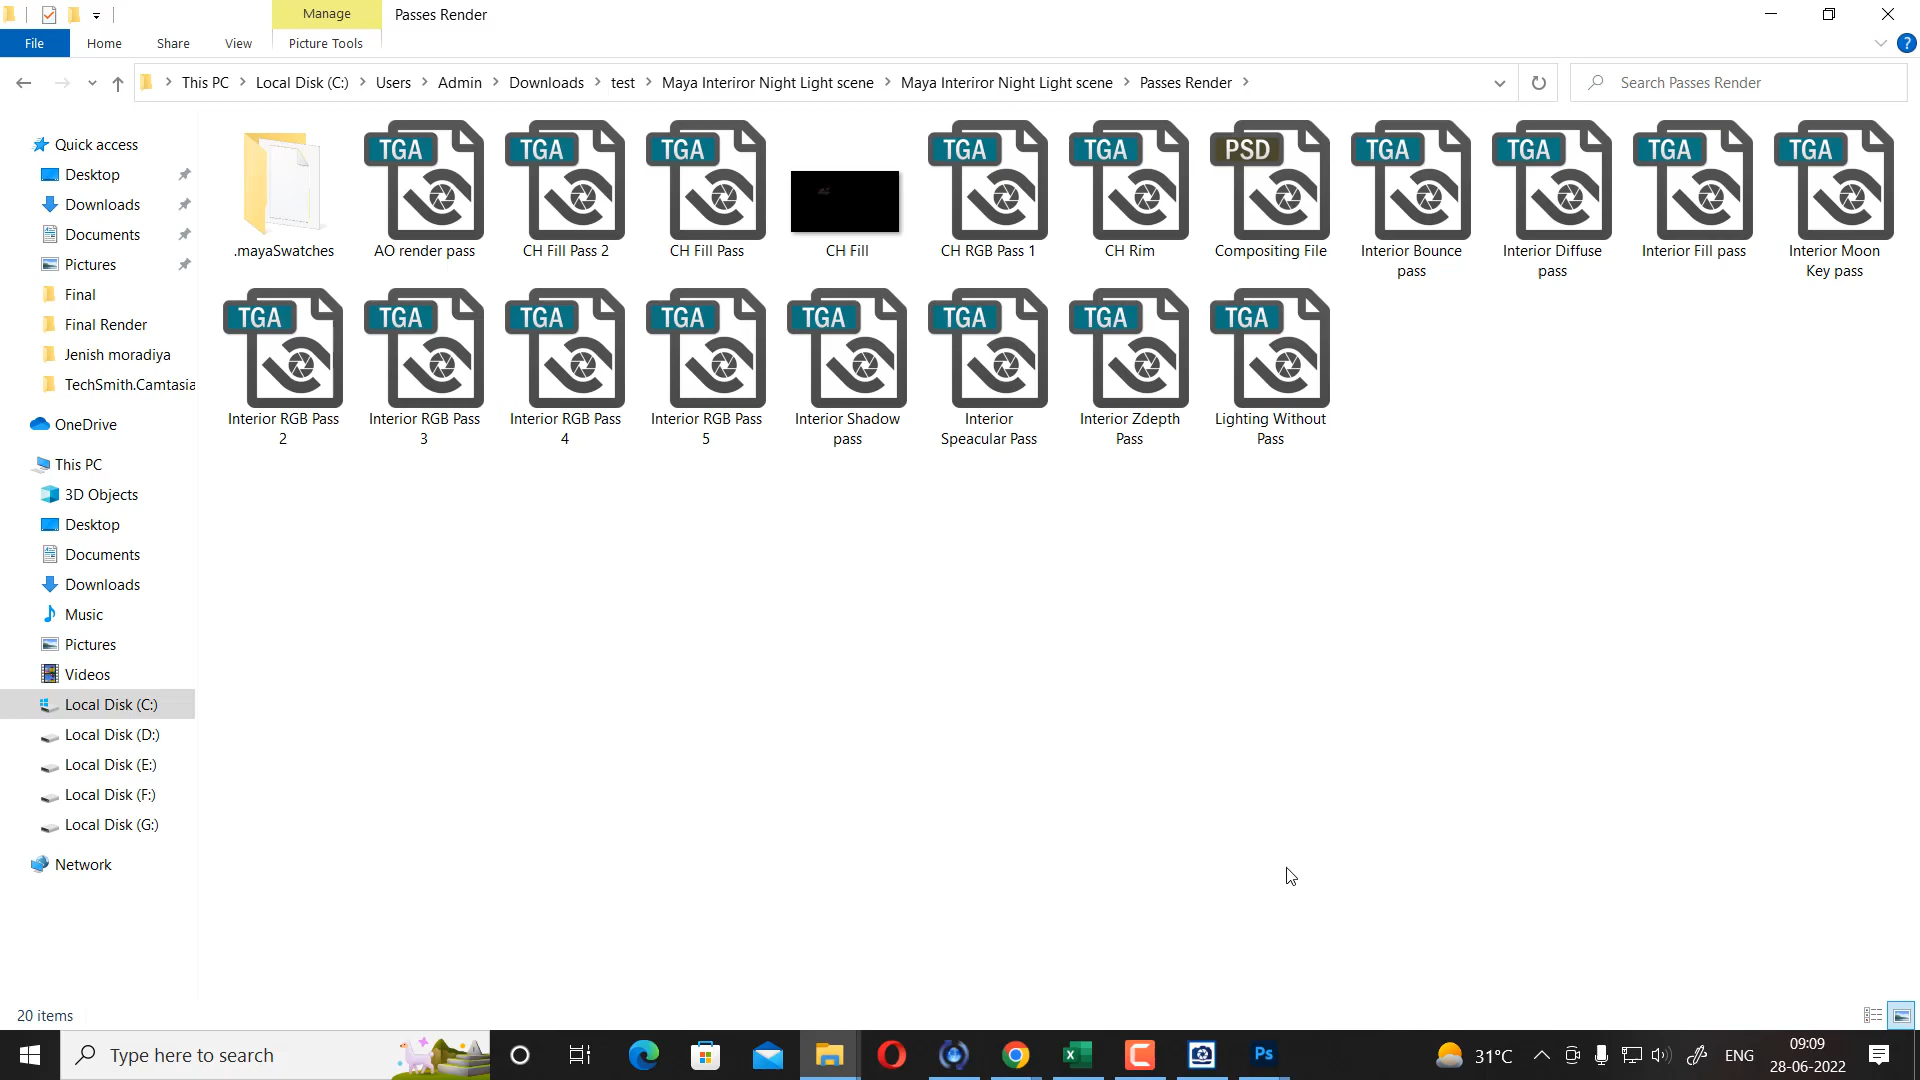 Manage
Passes Render
File
Home
Share
View
Picture Tools
This PC
Local Disk (C:)
Users
Admin
Downloads
test
Maya Interiror Night Light scene
Maya Interiror Night Light scene
Passes Render
Search Passes Render
Quick access
Desktop
Downloads
Documents
Pictures
Final
Final Render
Jenish moradiya
TechSmith.Camtasia
OneDrive
This PC
3D Objects
Desktop
Documents
Downloads
Music
Pictures
Videos
Local Disk (C:)
Local Disk (D:)
Local Disk (E:)
Local Disk (F:)
Local Disk (G:)
Network
.mayaSwatches
TGA
AO render pass
TGA
CH Fill Pass 2
TGA
CH Fill Pass
CH Fill
TGA
CH RGB Pass 1
TGA
CH Rim
PSD
Compositing File
TGA
Interior Bounce
pass
TGA
Interior Diffuse
pass
TGA
Interior Fill pass
TGA
Interior Moon
Key pass
TGA
Interior RGB Pass
2
TGA
Interior RGB Pass
3
TGA
Interior RGB Pass
4
TGA
Interior RGB Pass
5
TGA
Interior Shadow
pass
TGA
Interior
Speacular Pass
TGA
Interior Zdepth
Pass
TGA
Lighting Without
Pass
20 items
Type here to search
Ps
31°C
ENG
09:09
28-06-2022